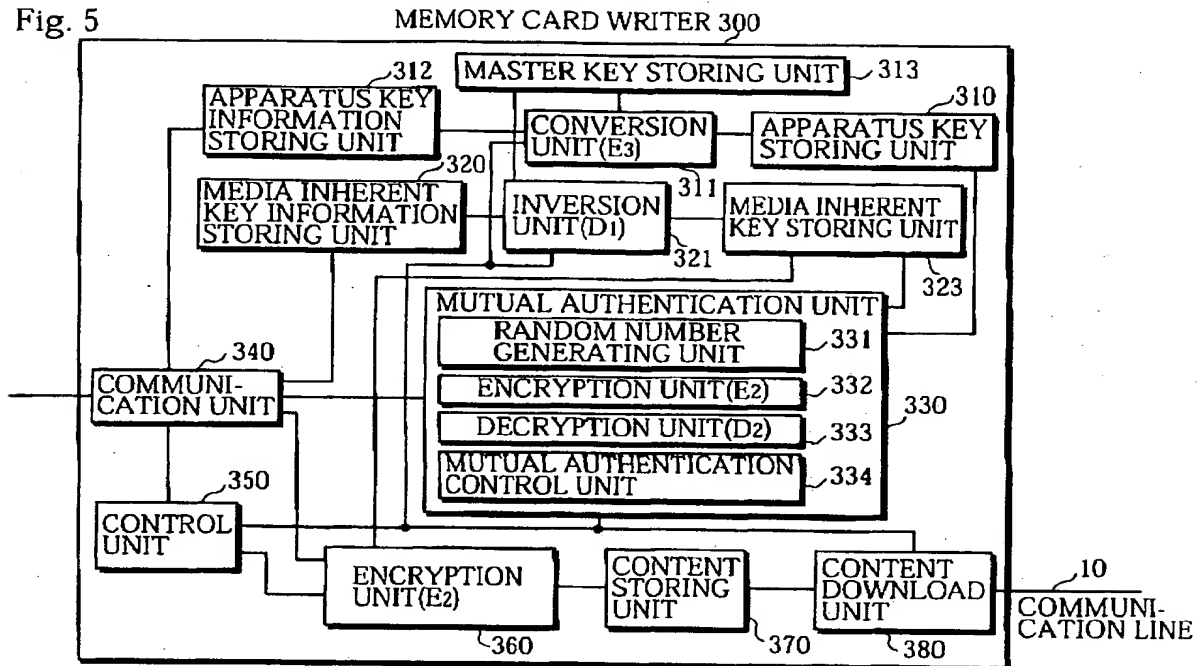 Fig. 5
MEMORY CARD WRITER 300
MASTER KEY STORING UNIT
313
312
APPARATUS KEY
INFORMATION
STORING UNIT
CONVERSION
UNIT(E3)
311
310
APPARATUS KEY
STORING UNIT
320
MEDIA INHERENT
KEY INFORMATION
STORING UNIT
INVERSION
UNIT(D1)
321
MEDIA INHERENT
KEY STORING UNIT
323
MUTUAL AUTHENTICATION UNIT
RANDOM NUMBER
GENERATING UNIT
331
ENCRYPTION UNIT(E2)
332
DECRYPTION UNIT(D2)
333
MUTUAL AUTHENTICATION
CONTROL UNIT
334
330
340
COMMUNI-
CATION UNIT
350
CONTROL
UNIT
ENCRYPTION
UNIT(E2)
360
CONTENT
STORING
UNIT
370
CONTENT
DOWNLOAD
UNIT
380
10
COMMUNI-
CATION LINE